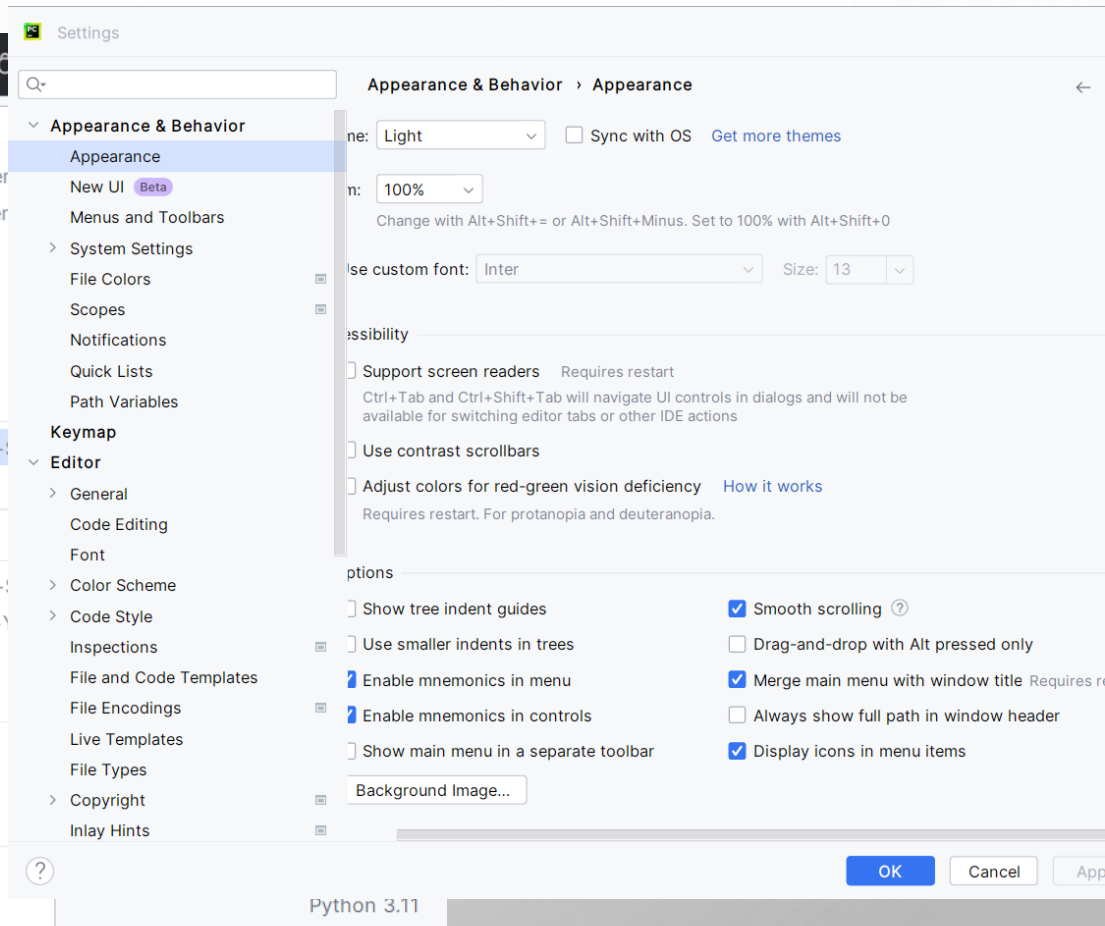 PC
Settings
Appearance & Behavior › Appearance
Appearance & Behavior
Appearance
New UI Beta
Menus and Toolbars
System Settings
File Colors
Scopes
Notifications
Quick Lists
Path Variables
Keymap
Editor
General
Code Editing
Font
Color Scheme
Code Style
Inspections
File and Code Templates
File Encodings
Live Templates
File Types
Copyright
Inlay Hints
me: Light Sync with OS Get more themes
m: 100%
Change with Alt+Shift+= or Alt+Shift+Minus. Set to 100% with Alt+Shift+0
se custom font: Inter Size: 13
essibility
Support screen readers Requires restart
Ctrl+Tab and Ctrl+Shift+Tab will navigate UI controls in dialogs and will not be
available for switching editor tabs or other IDE actions
Use contrast scrollbars
Adjust colors for red-green vision deficiency How it works
Requires restart. For protanopia and deuteranopia.
ptions
Show tree indent guides Smooth scrolling ?
Use smaller indents in trees Drag-and-drop with Alt pressed only
Enable mnemonics in menu Merge main menu with window title Requires re
Enable mnemonics in controls Always show full path in window header
Show main menu in a separate toolbar Display icons in menu items
Background Image...
? OK Cancel App
Python 3.11